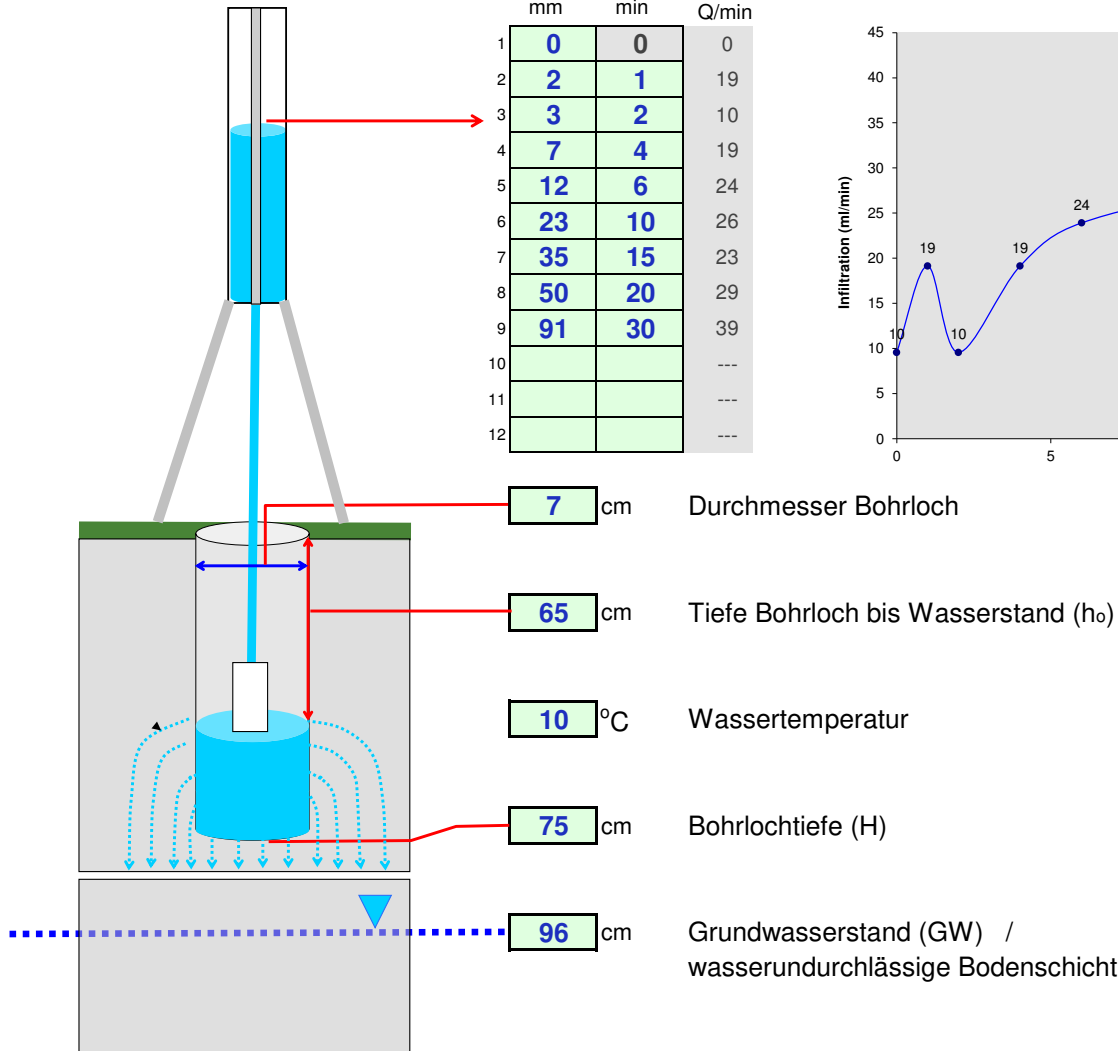 mm min Q/min
1 0 0 0
2 2 1 19
3 3 2 10
4 7 4 19
5 12 6 24
6 23 10 26
7 35 15 23
8 50 20 29
9 91 30 39
10 ---
11 ---
12 ---
Infiltration (ml/min)
45
40
35
30
25
20
15
10
5
0
0 5
10 19 10 19 24
7 cm Durchmesser Bohrloch
65 cm Tiefe Bohrloch bis Wasserstand (ho)
10 °C Wassertemperatur
75 cm Bohrlochtiefe (H)
96 cm Grundwasserstand (GW) /
wasserundurchlässige Bodenschicht